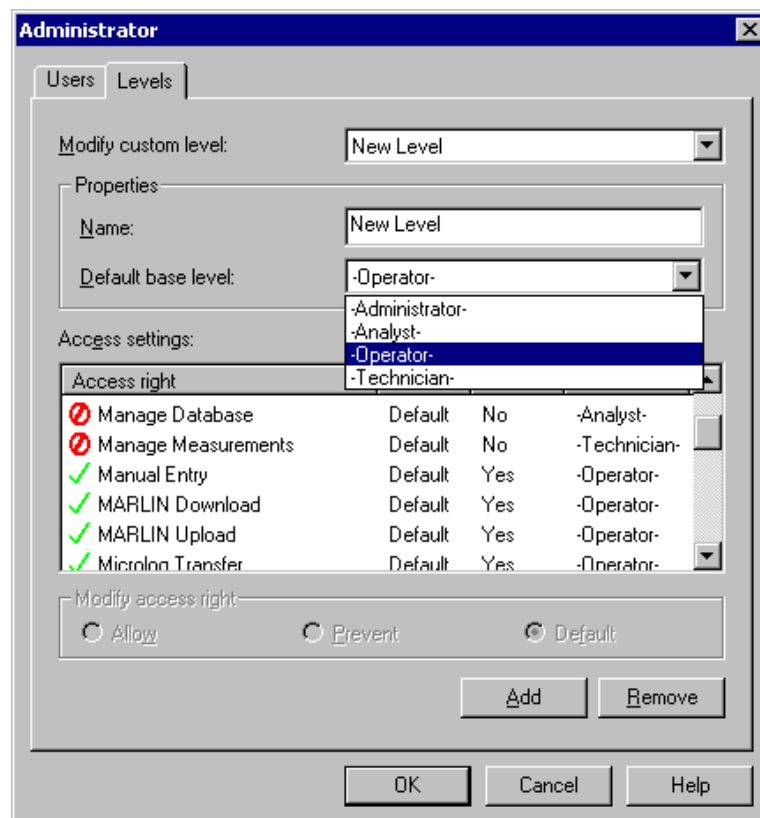 Administrator
Users Levels
Modify custom level: New Level
Properties
Name: New Level
Default base level: -Operator-
-Administrator-
-Analyst-
Access settings: -Operator-
Access right -Technician-
Manage Database Default No -Analyst-
Manage Measurements Default No -Technician-
Manual Entry Default Yes -Operator-
MARLIN Download Default Yes -Operator-
MARLIN Upload Default Yes -Operator-
Microlog Transfer Default Yes -Operator-
Modify access right
Allow Prevent Default
Add Remove
OK Cancel Help